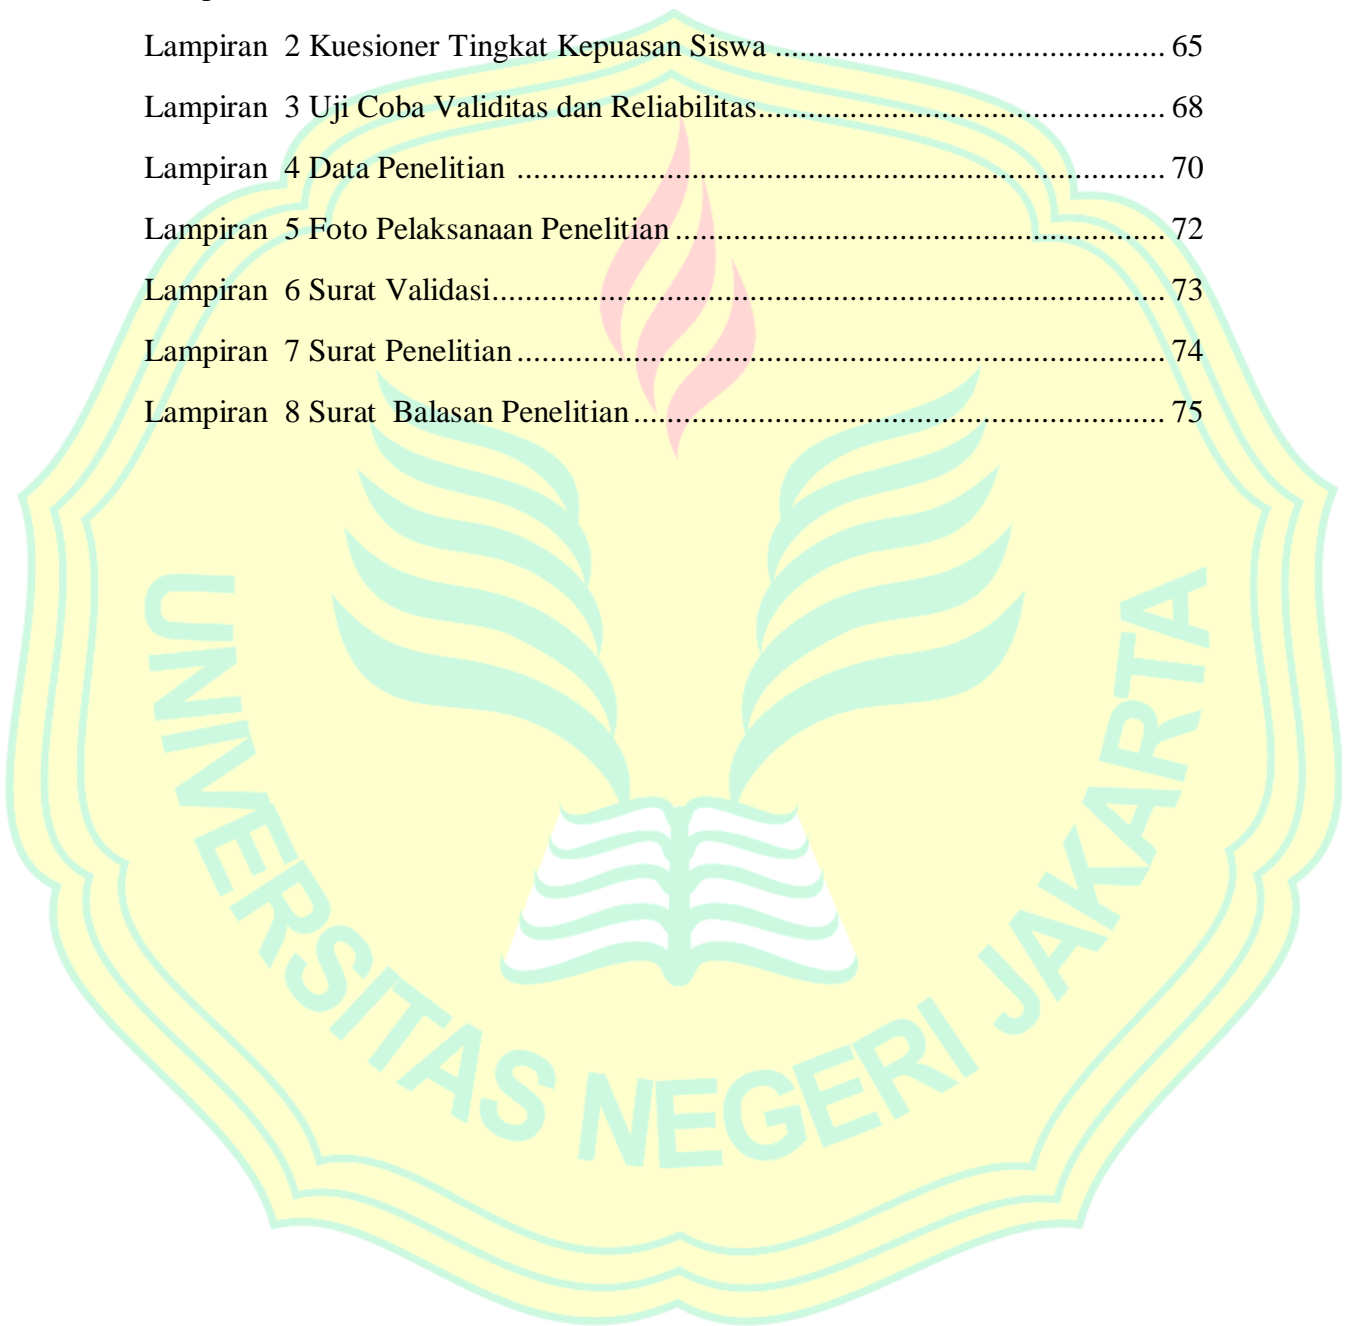 Lampiran  2 Kuesioner Tingkat Kepuasan Siswa ............................................... 65
Lampiran  3 Uji Coba Validitas dan Reliabilitas................................................. 68
Lampiran  4 Data Penelitian .............................................................................. 70
Lampiran  5 Foto Pelaksanaan Penelitian ........................................................... 72
Lampiran  6 Surat Validasi................................................................................. 73
Lampiran  7 Surat Penelitian .............................................................................. 74
Lampiran  8 Surat  Balasan Penelitian ................................................................ 75
UNIVERSITAS NEGERI JAKARTA